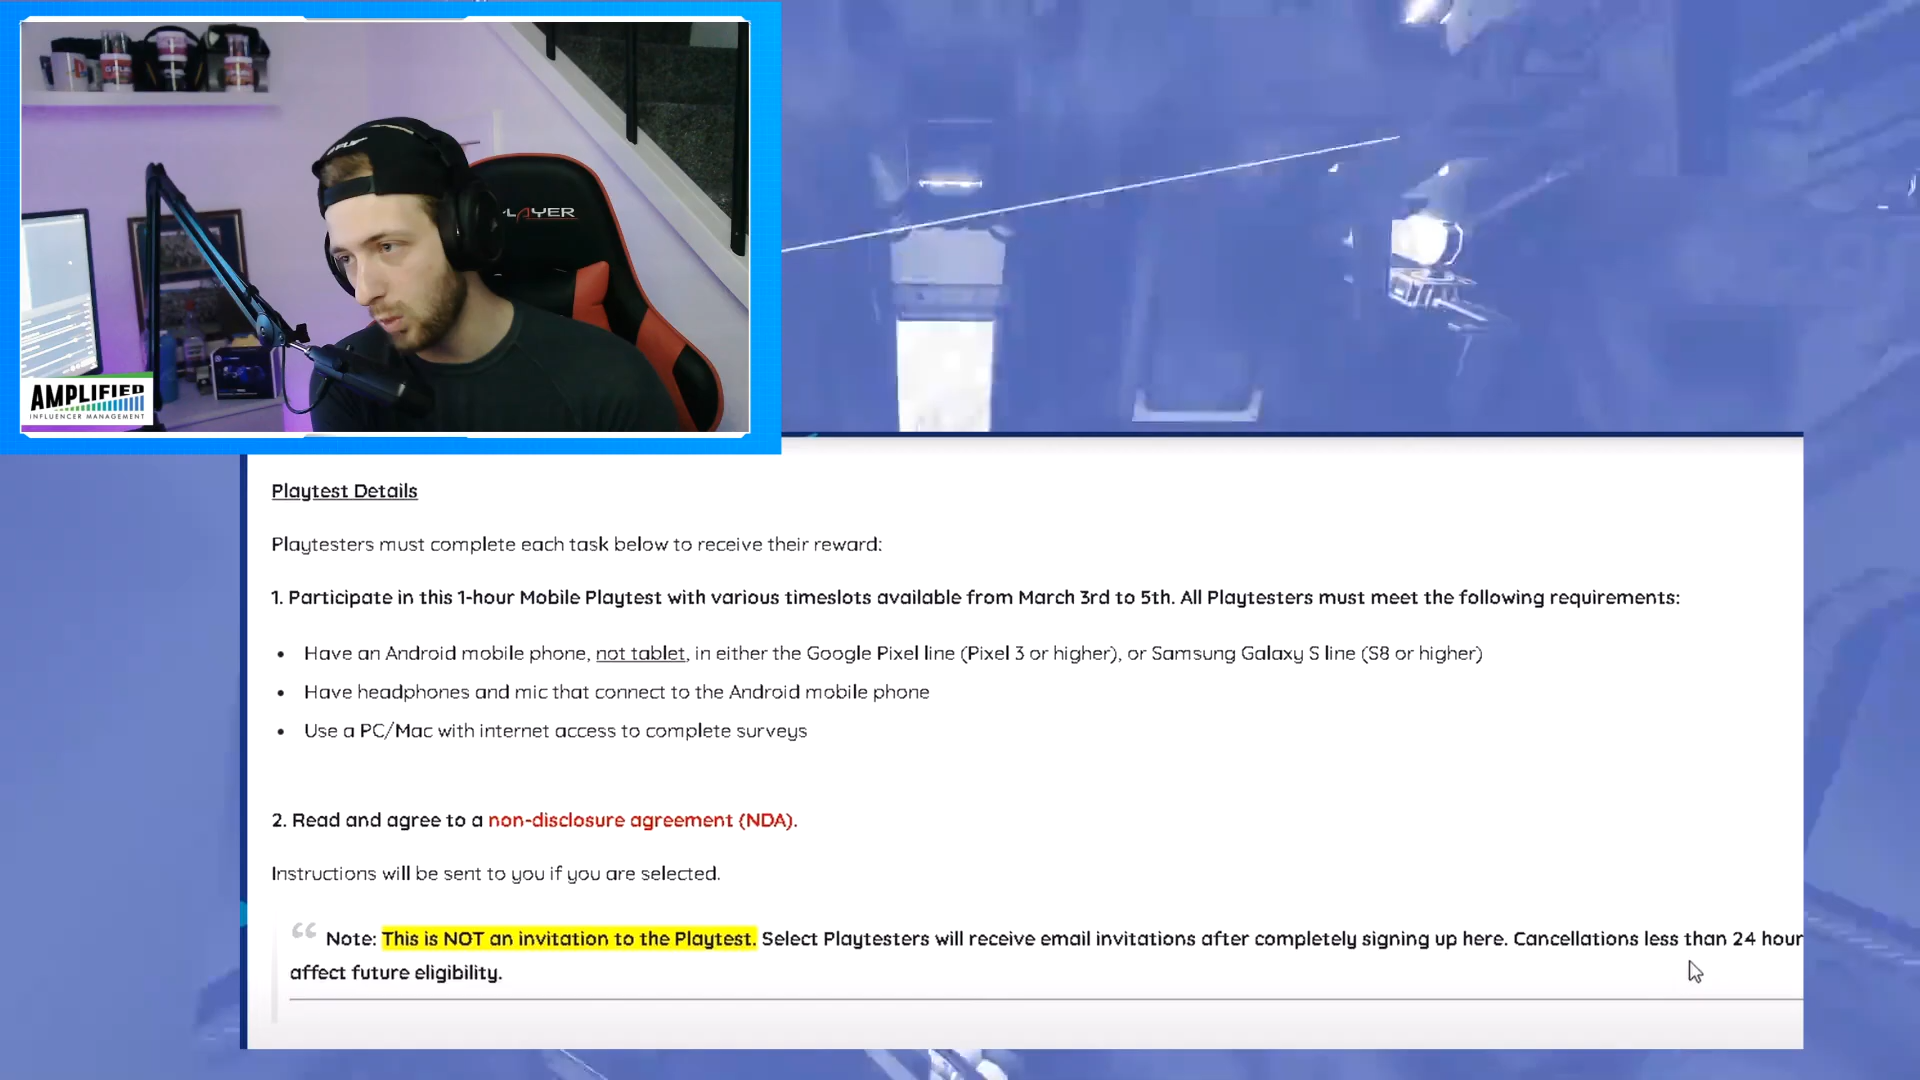 LAYER
AMPLIFIED
INFLUENCER MANAGEMENT
Playtest Details
Playtesters must complete each task below to receive their reward:
1. Participate in this 1-hour Mobile Playtest with various timeslots available from March 3rd to 5th. All Playtesters must meet the following requirements:
• Have an Android mobile phone, not tablet, in either the Google Pixel line (Pixel 3 or higher), or Samsung Galaxy S line (S8 or higher)
• Have headphones and mic that connect to the Android mobile phone
• Use a PC/Mac with internet access to complete surveys
2. Read and agree to a non-disclosure agreement (NDA).
Instructions will be sent to you if you are selected.
“ Note: This is NOT an invitation to the Playtest. Select Playtesters will receive email invitations after completely signing up here. Cancellations less than 24 hour
affect future eligibility.